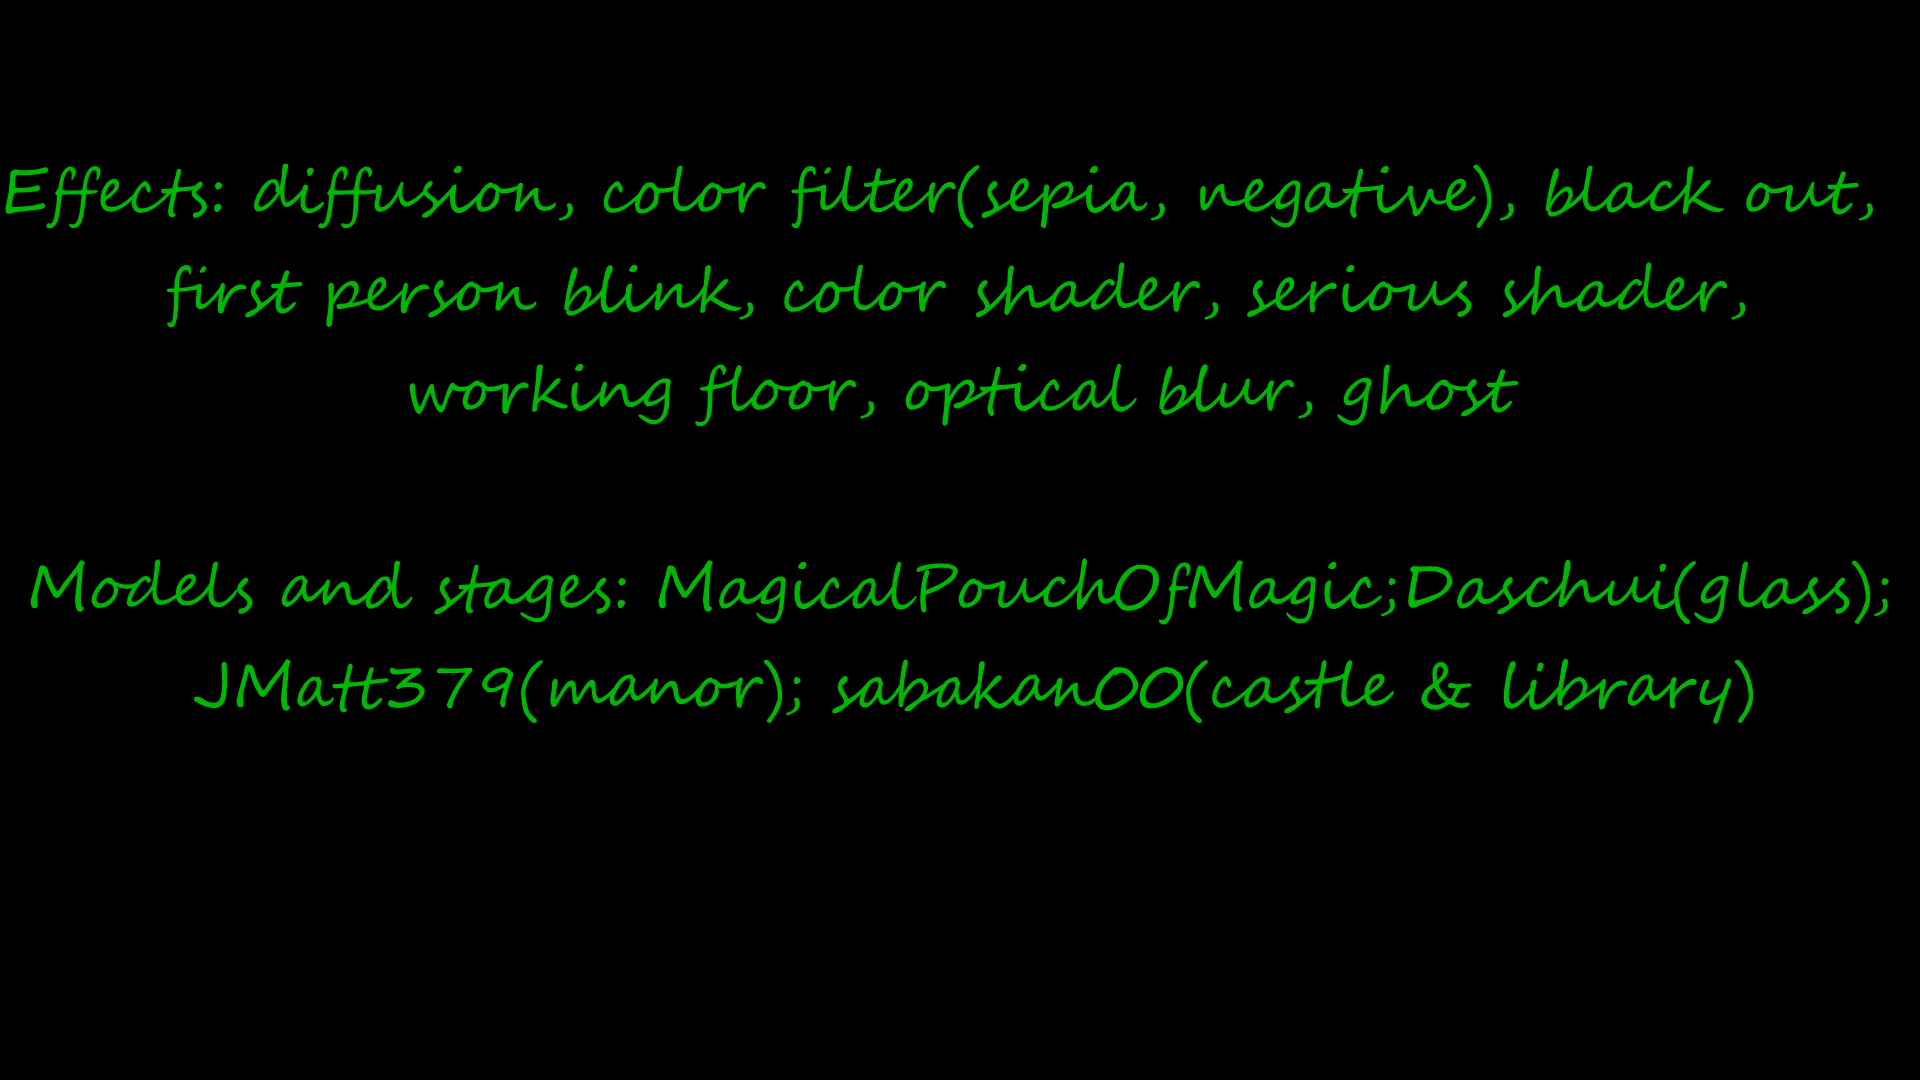 Effects: diffusion, color filter(sepia, negative), black out,
first person blink, color shader, serious shader,
working floor, optical blur, ghost
Models and stages: MagicalPouchOfMagic;Daschui(glass);
JMatt379(manor); sabakan00(castle & library)